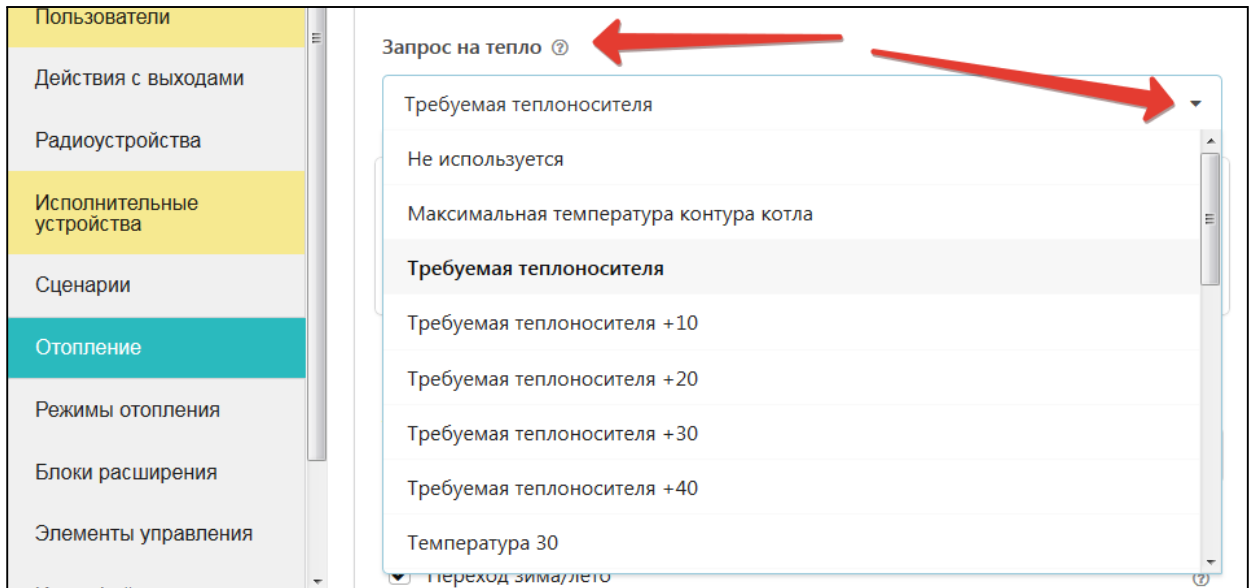 Пользователи
Действия с выходами
Радиоустройства
Исполнительные
устройства
Сценарии
Отопление
Режимы отопления
Блоки расширения
Элементы управления
Запрос на тепло
Требуемая теплоносителя
Не используется
Максимальная температура контура котла
Требуемая теплоносителя
Требуемая теплоносителя +10
Требуемая теплоносителя +20
Требуемая теплоносителя +30
Требуемая теплоносителя +40
Температура 30
Переход зима/лето